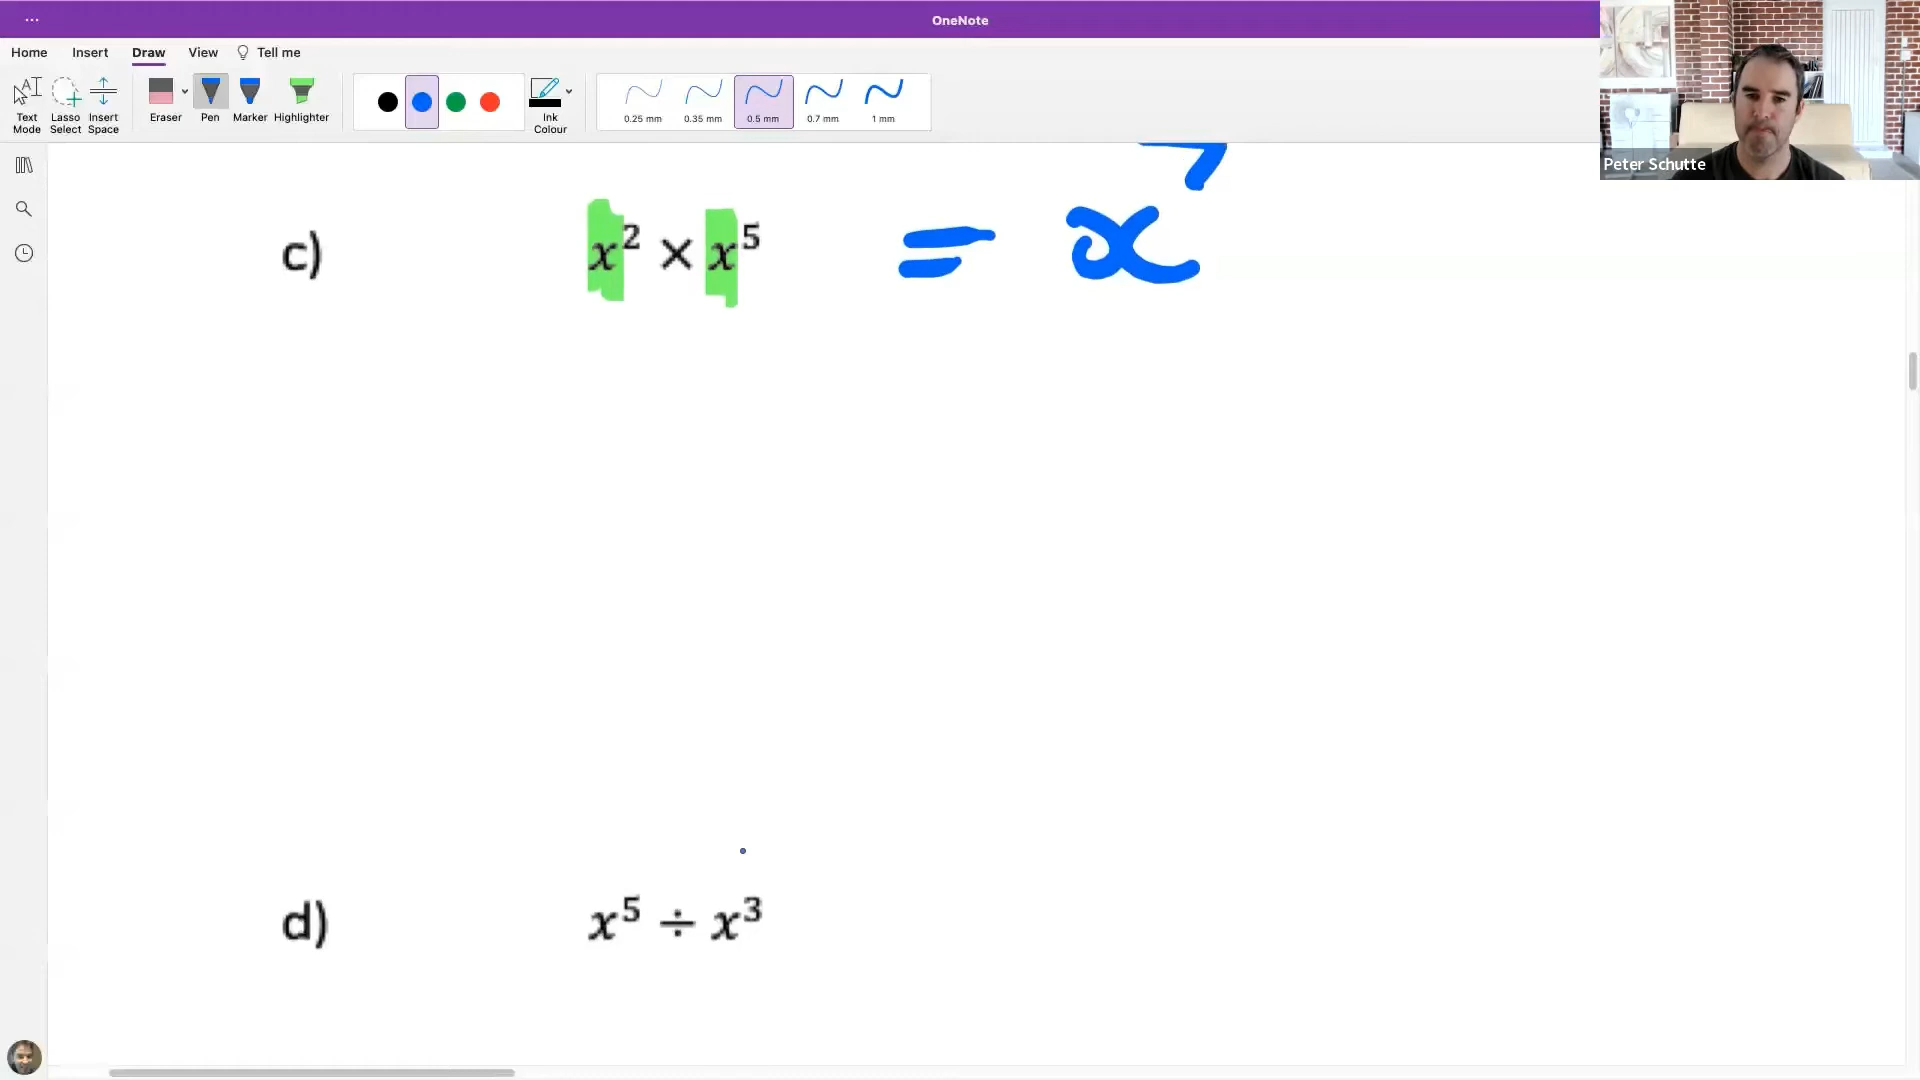 ...
OneNote
Home Insert Draw View Tell me
Text Mode
Lasso Select
Insert Space
Eraser
Pen
Marker
Highlighter
Ink Colour
0.25 mm
0.35 mm
0.5 mm
0.7 mm
1 mm
Peter Schutte
c) x² × x⁵ = x⁷
d) x⁵ ÷ x³